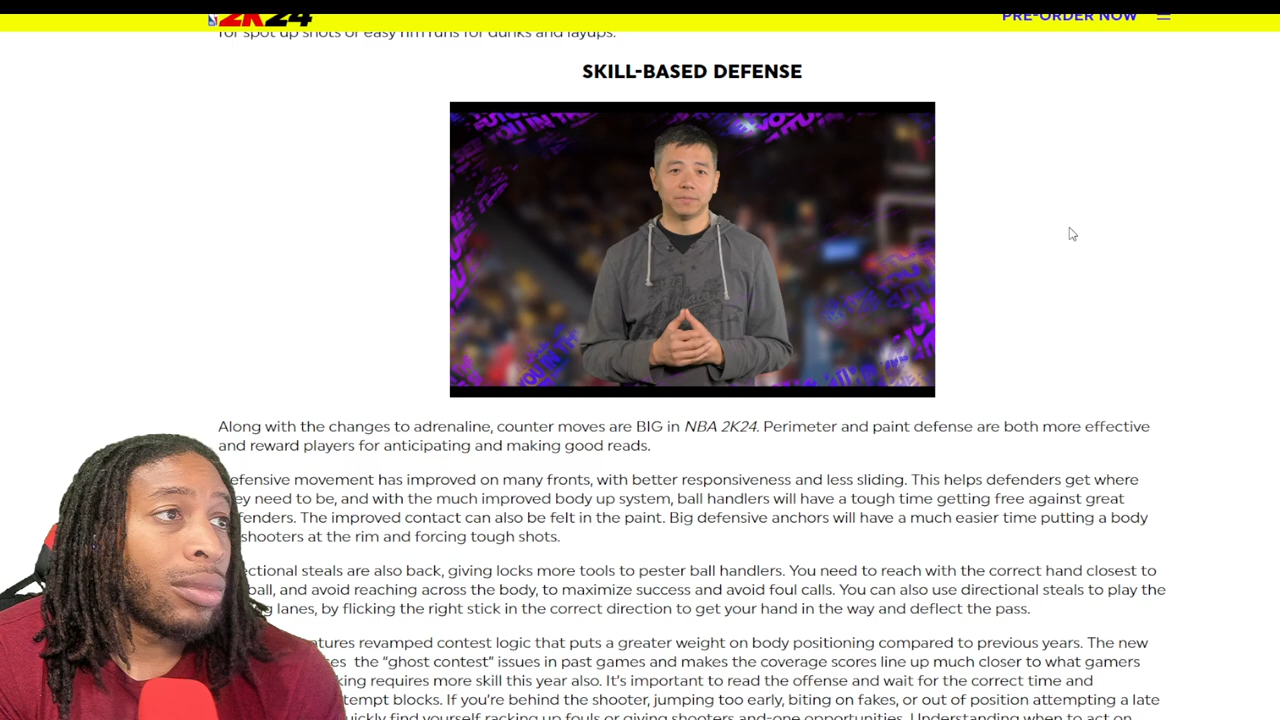 2K24
PRE-ORDER NOW
for spot up shots or easy rim runs for dunks and layups.
SKILL-BASED DEFENSE
YOU IN THE
YOU IN TH
Along with the changes to adrenaline, counter moves are BIG in NBA 2K24. Perimeter and paint defense are both more effective
and reward players for anticipating and making good reads.
efensive movement has improved on many fronts, with better responsiveness and less sliding. This helps defenders get where
ey need to be, and with the much improved body up system, ball handlers will have a tough time getting free against great
fenders. The improved contact can also be felt in the paint. Big defensive anchors will have a much easier time putting a body
shooters at the rim and forcing tough shots.
ectional steals are also back, giving locks more tools to pester ball handlers. You need to reach with the correct hand closest to
ball, and avoid reaching across the body, to maximize success and avoid foul calls. You can also use directional steals to play the
g lanes, by flicking the right stick in the correct direction to get your hand in the way and deflect the pass.
atures revamped contest logic that puts a greater weight on body positioning compared to previous years. The new
es the “ghost contest” issues in past games and makes the coverage scores line up much closer to what gamers
king requires more skill this year also. It’s important to read the offense and wait for the correct time and
tempt blocks. If you’re behind the shooter, jumping too early, biting on fakes, or out of position attempting a late
uickly find yourself racking up fouls or giving shooters and-one opportunities. Understanding when to act on